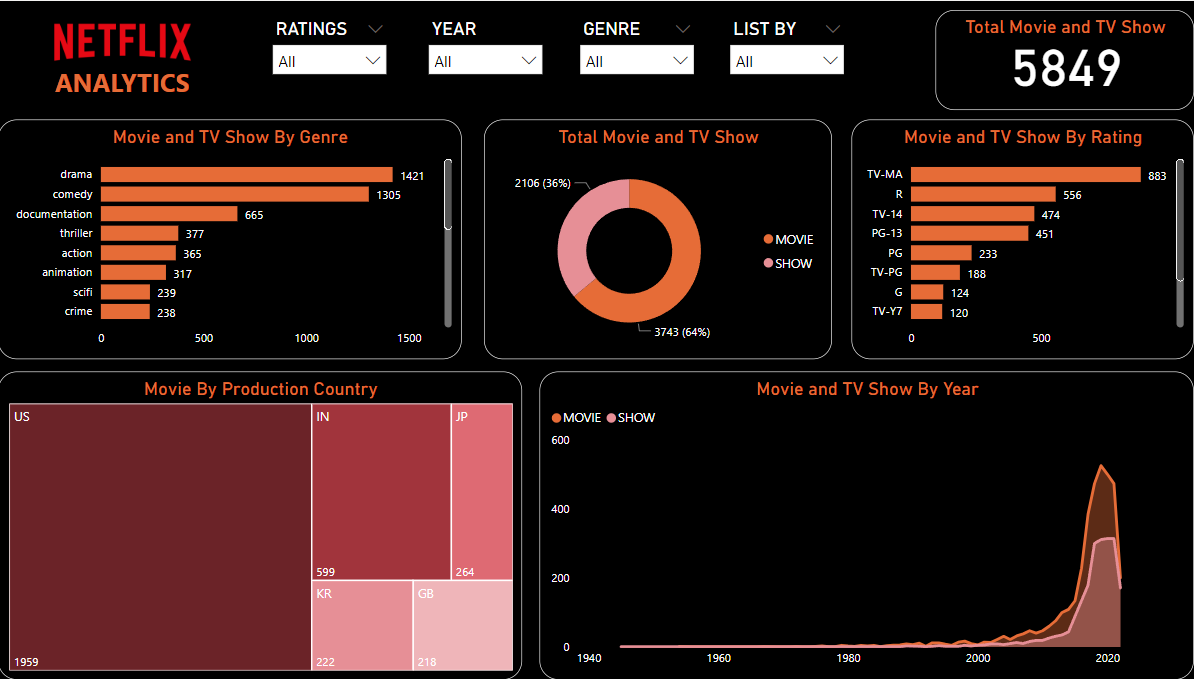 NETFLIX
ANALYTICS
RATINGS
All
YEAR
All
GENRE
All
LIST BY
All
Total Movie and TV Show
5849
Movie and TV Show By Genre
drama 1421
comedy 1305
documentation 665
thriller 377
action 365
animation 317
scifi 239
crime 238
0 500 1000 1500
Total Movie and TV Show
2106 (36%)
3743 (64%)
MOVIE
SHOW
Movie and TV Show By Rating
TV-MA 883
R 556
TV-14 474
PG-13 451
PG 233
TV-PG 188
G 124
TV-Y7 120
0 500
Movie By Production Country
US
1959
IN
599
JP
264
KR
222
GB
218
Movie and TV Show By Year
MOVIE SHOW
600
400
200
0
1940 1960 1980 2000 2020